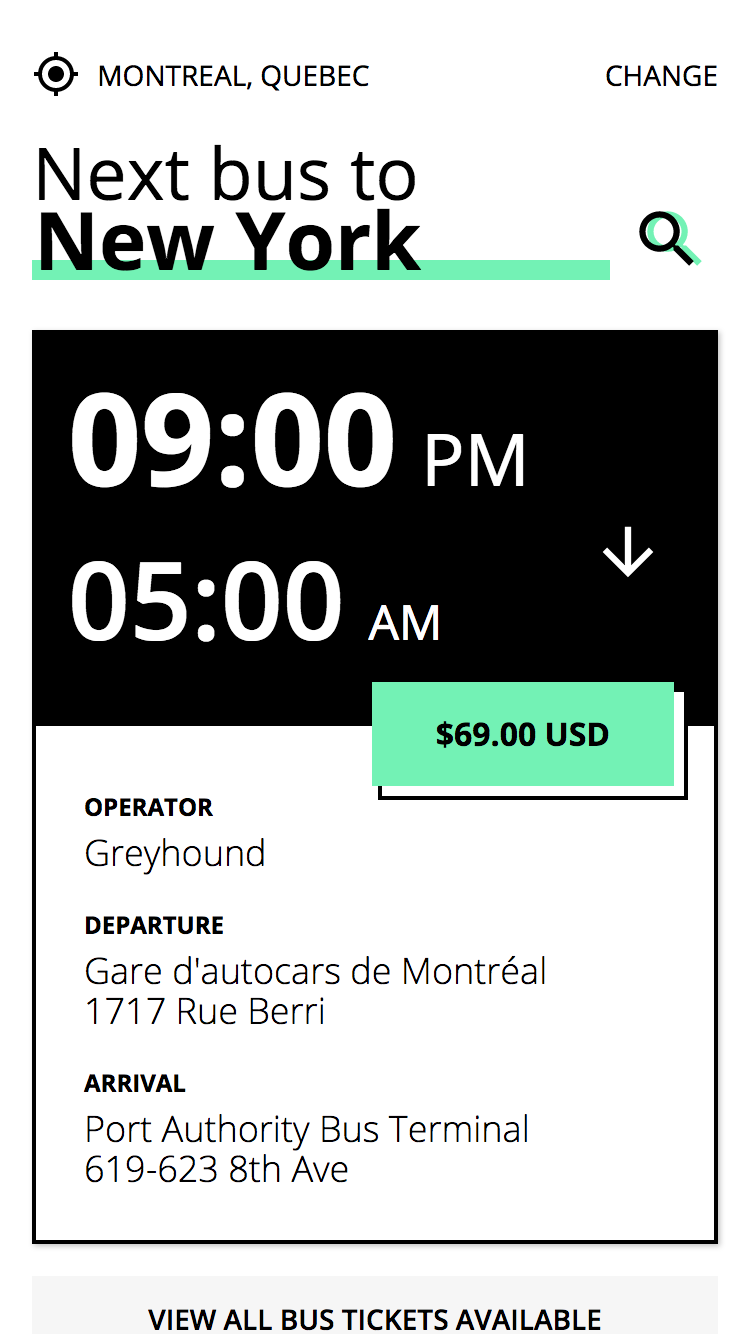 MONTREAL, QUEBEC
CHANGE
Next bus to
New York
09:00 PM
05:00 AM
$69.00 USD
OPERATOR
Greyhound
DEPARTURE
Gare d'autocars de Montréal
1717 Rue Berri
ARRIVAL
Port Authority Bus Terminal
619-623 8th Ave
VIEW ALL BUS TICKETS AVAILABLE